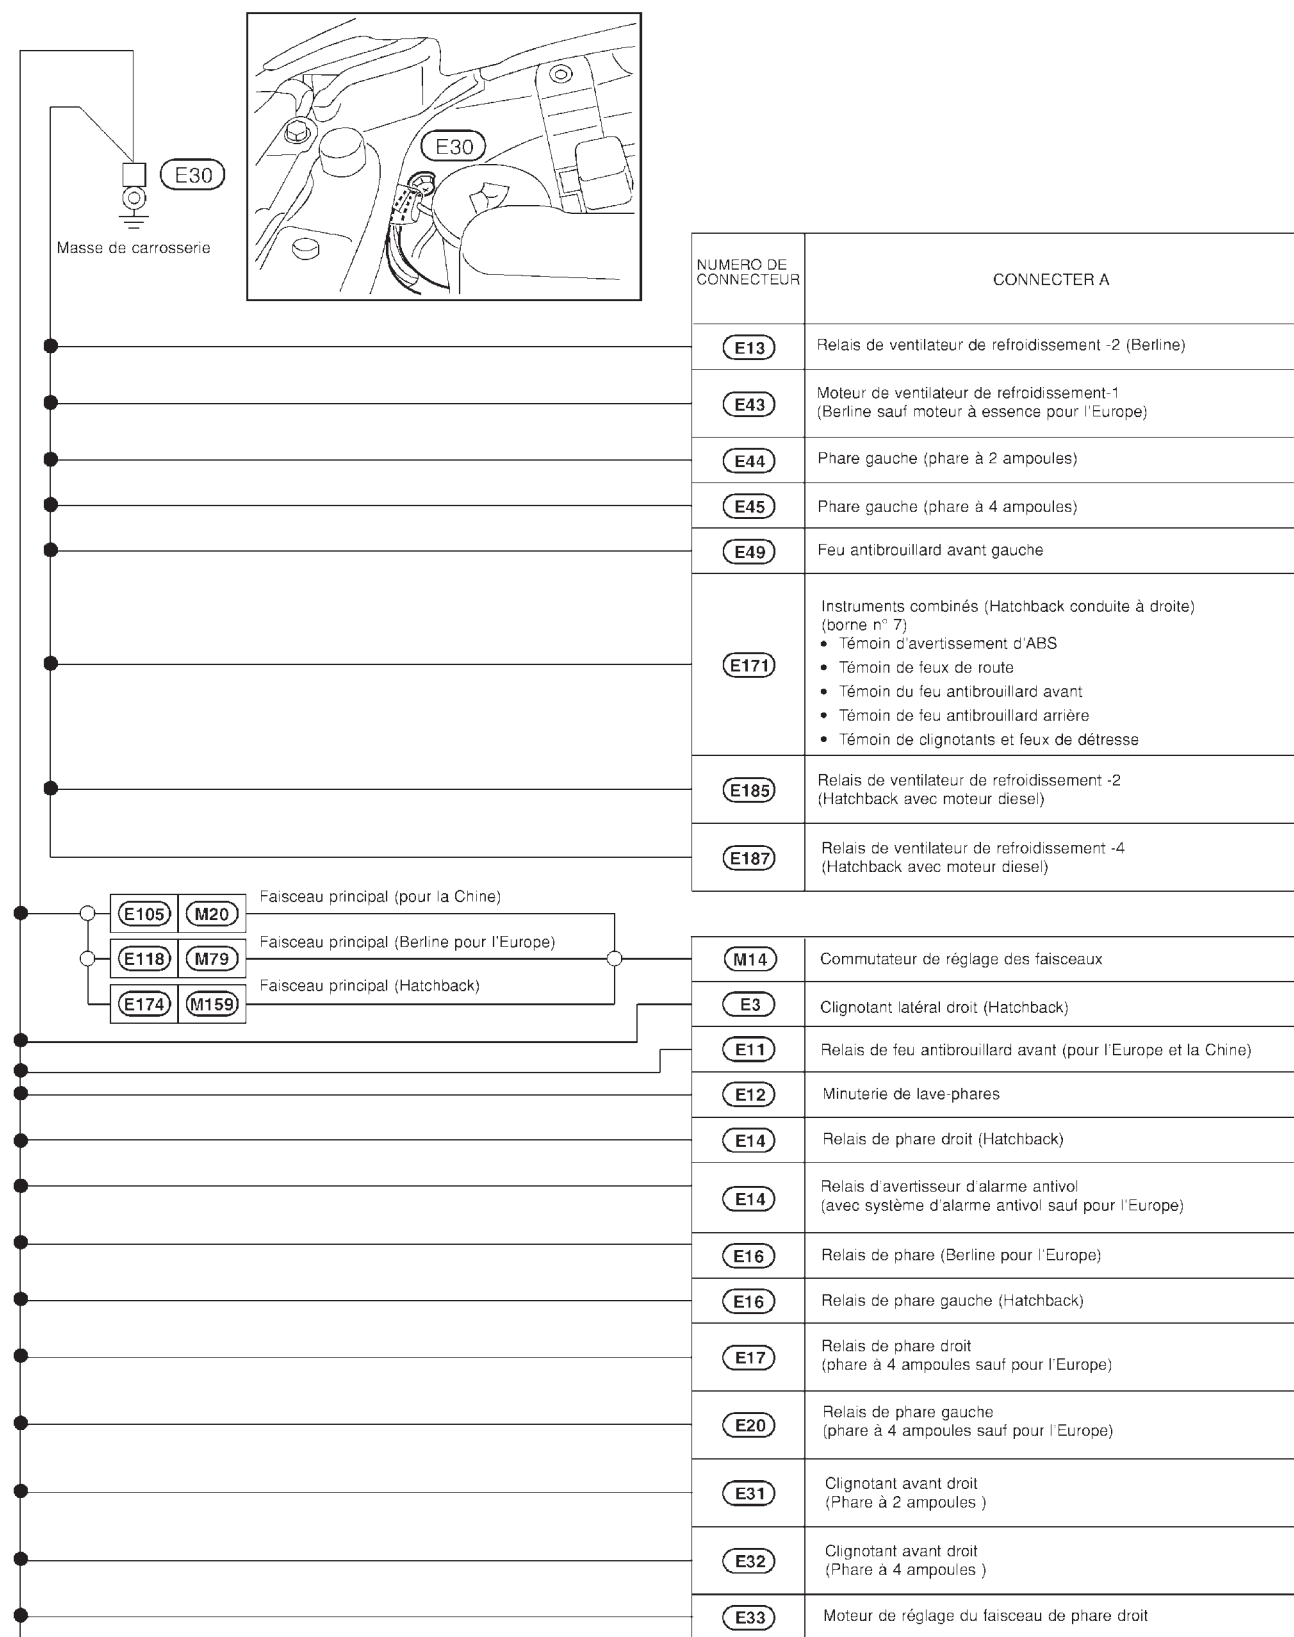 E30
E30
Masse de carrosserie
NUMERO DE
CONNECTEUR
CONNECTER A
E13 Relais de ventilateur de refroidissement -2 (Berline)
E43 Moteur de ventilateur de refroidissement-1
(Berline sauf moteur à essence pour l'Europe)
E44 Phare gauche (phare à 2 ampoules)
E45 Phare gauche (phare à 4 ampoules)
E49 Feu antibrouillard avant gauche
E171 Instruments combinés (Hatchback conduite à droite)
(borne n° 7)
• Témoin d'avertissement d'ABS
• Témoin de feux de route
• Témoin du feu antibrouillard avant
• Témoin de feu antibrouillard arrière
• Témoin de clignotants et feux de détresse
E185 Relais de ventilateur de refroidissement -2
(Hatchback avec moteur diesel)
E187 Relais de ventilateur de refroidissement -4
(Hatchback avec moteur diesel)
E105 M20 Faisceau principal (pour la Chine)
E118 M79 Faisceau principal (Berline pour l'Europe)
E174 M159 Faisceau principal (Hatchback)
M14 Commutateur de réglage des faisceaux
E3 Clignotant latéral droit (Hatchback)
E11 Relais de feu antibrouillard avant (pour l'Europe et la Chine)
E12 Minuterie de lave-phares
E14 Relais de phare droit (Hatchback)
E14 Relais d'avertisseur d'alarme antivol
(avec système d'alarme antivol sauf pour l'Europe)
E16 Relais de phare (Berline pour l'Europe)
E16 Relais de phare gauche (Hatchback)
E17 Relais de phare droit
(phare à 4 ampoules sauf pour l'Europe)
E20 Relais de phare gauche
(phare à 4 ampoules sauf pour l'Europe)
E31 Clignotant avant droit
(Phare à 2 ampoules )
E32 Clignotant avant droit
(Phare à 4 ampoules )
E33 Moteur de réglage du faisceau de phare droit